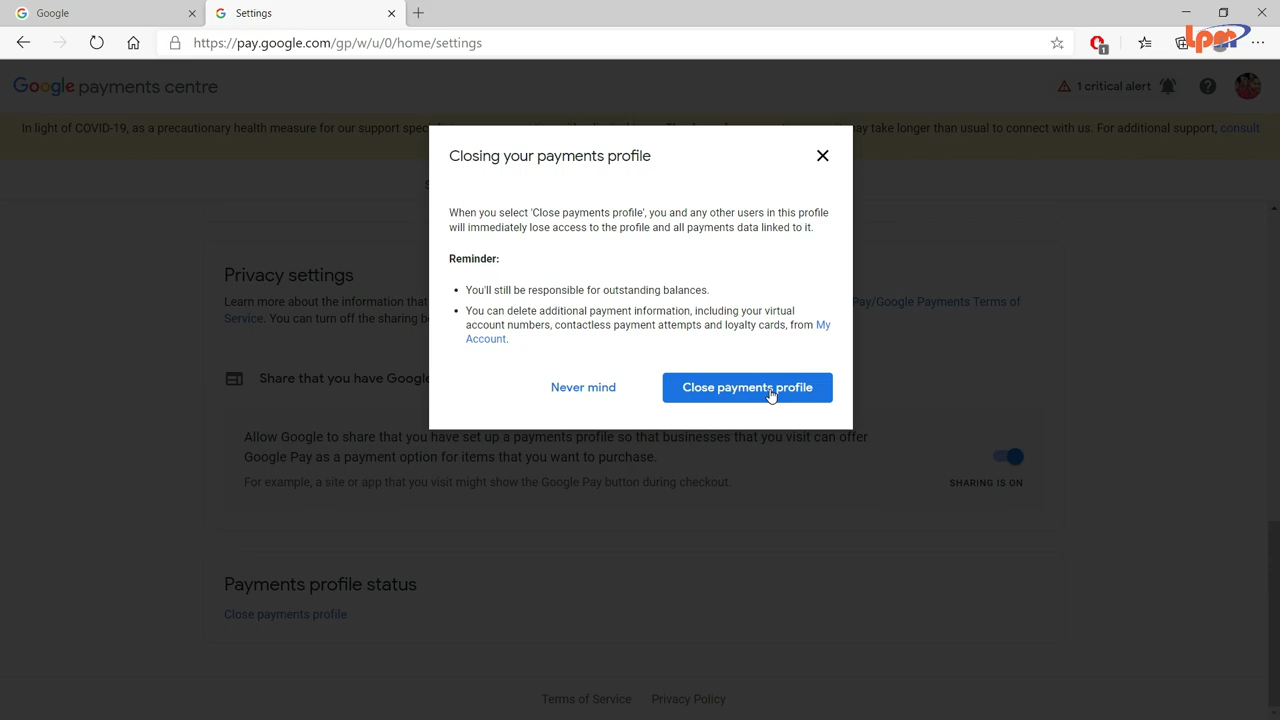 Google
Settings
https://pay.google.com/gp/w/u/0/home/settings
1
lpm
Google payments centre
1 critical alert
In light of COVID-19, as a precautionary health measure for our support spec
ay take longer than usual to connect with us. For additional support, consult
Closing your payments profile
When you select 'Close payments profile', you and any other users in this profile
will immediately lose access to the profile and all payments data linked to it.
Reminder:
You'll still be responsible for outstanding balances.
You can delete additional payment information, including your virtual
account numbers, contactless payment attempts and loyalty cards, from My
Account.
Never mind
Close payments profile
Privacy settings
Learn more about the information that
Pay/Google Payments Terms of
Service. You can turn off the sharing b
Share that you have Google
Allow Google to share that you have set up a payments profile so that businesses that you visit can offer
Google Pay as a payment option for items that you want to purchase.
For example, a site or app that you visit might show the Google Pay button during checkout.
SHARING IS ON
Payments profile status
Close payments profile
Terms of Service
Privacy Policy